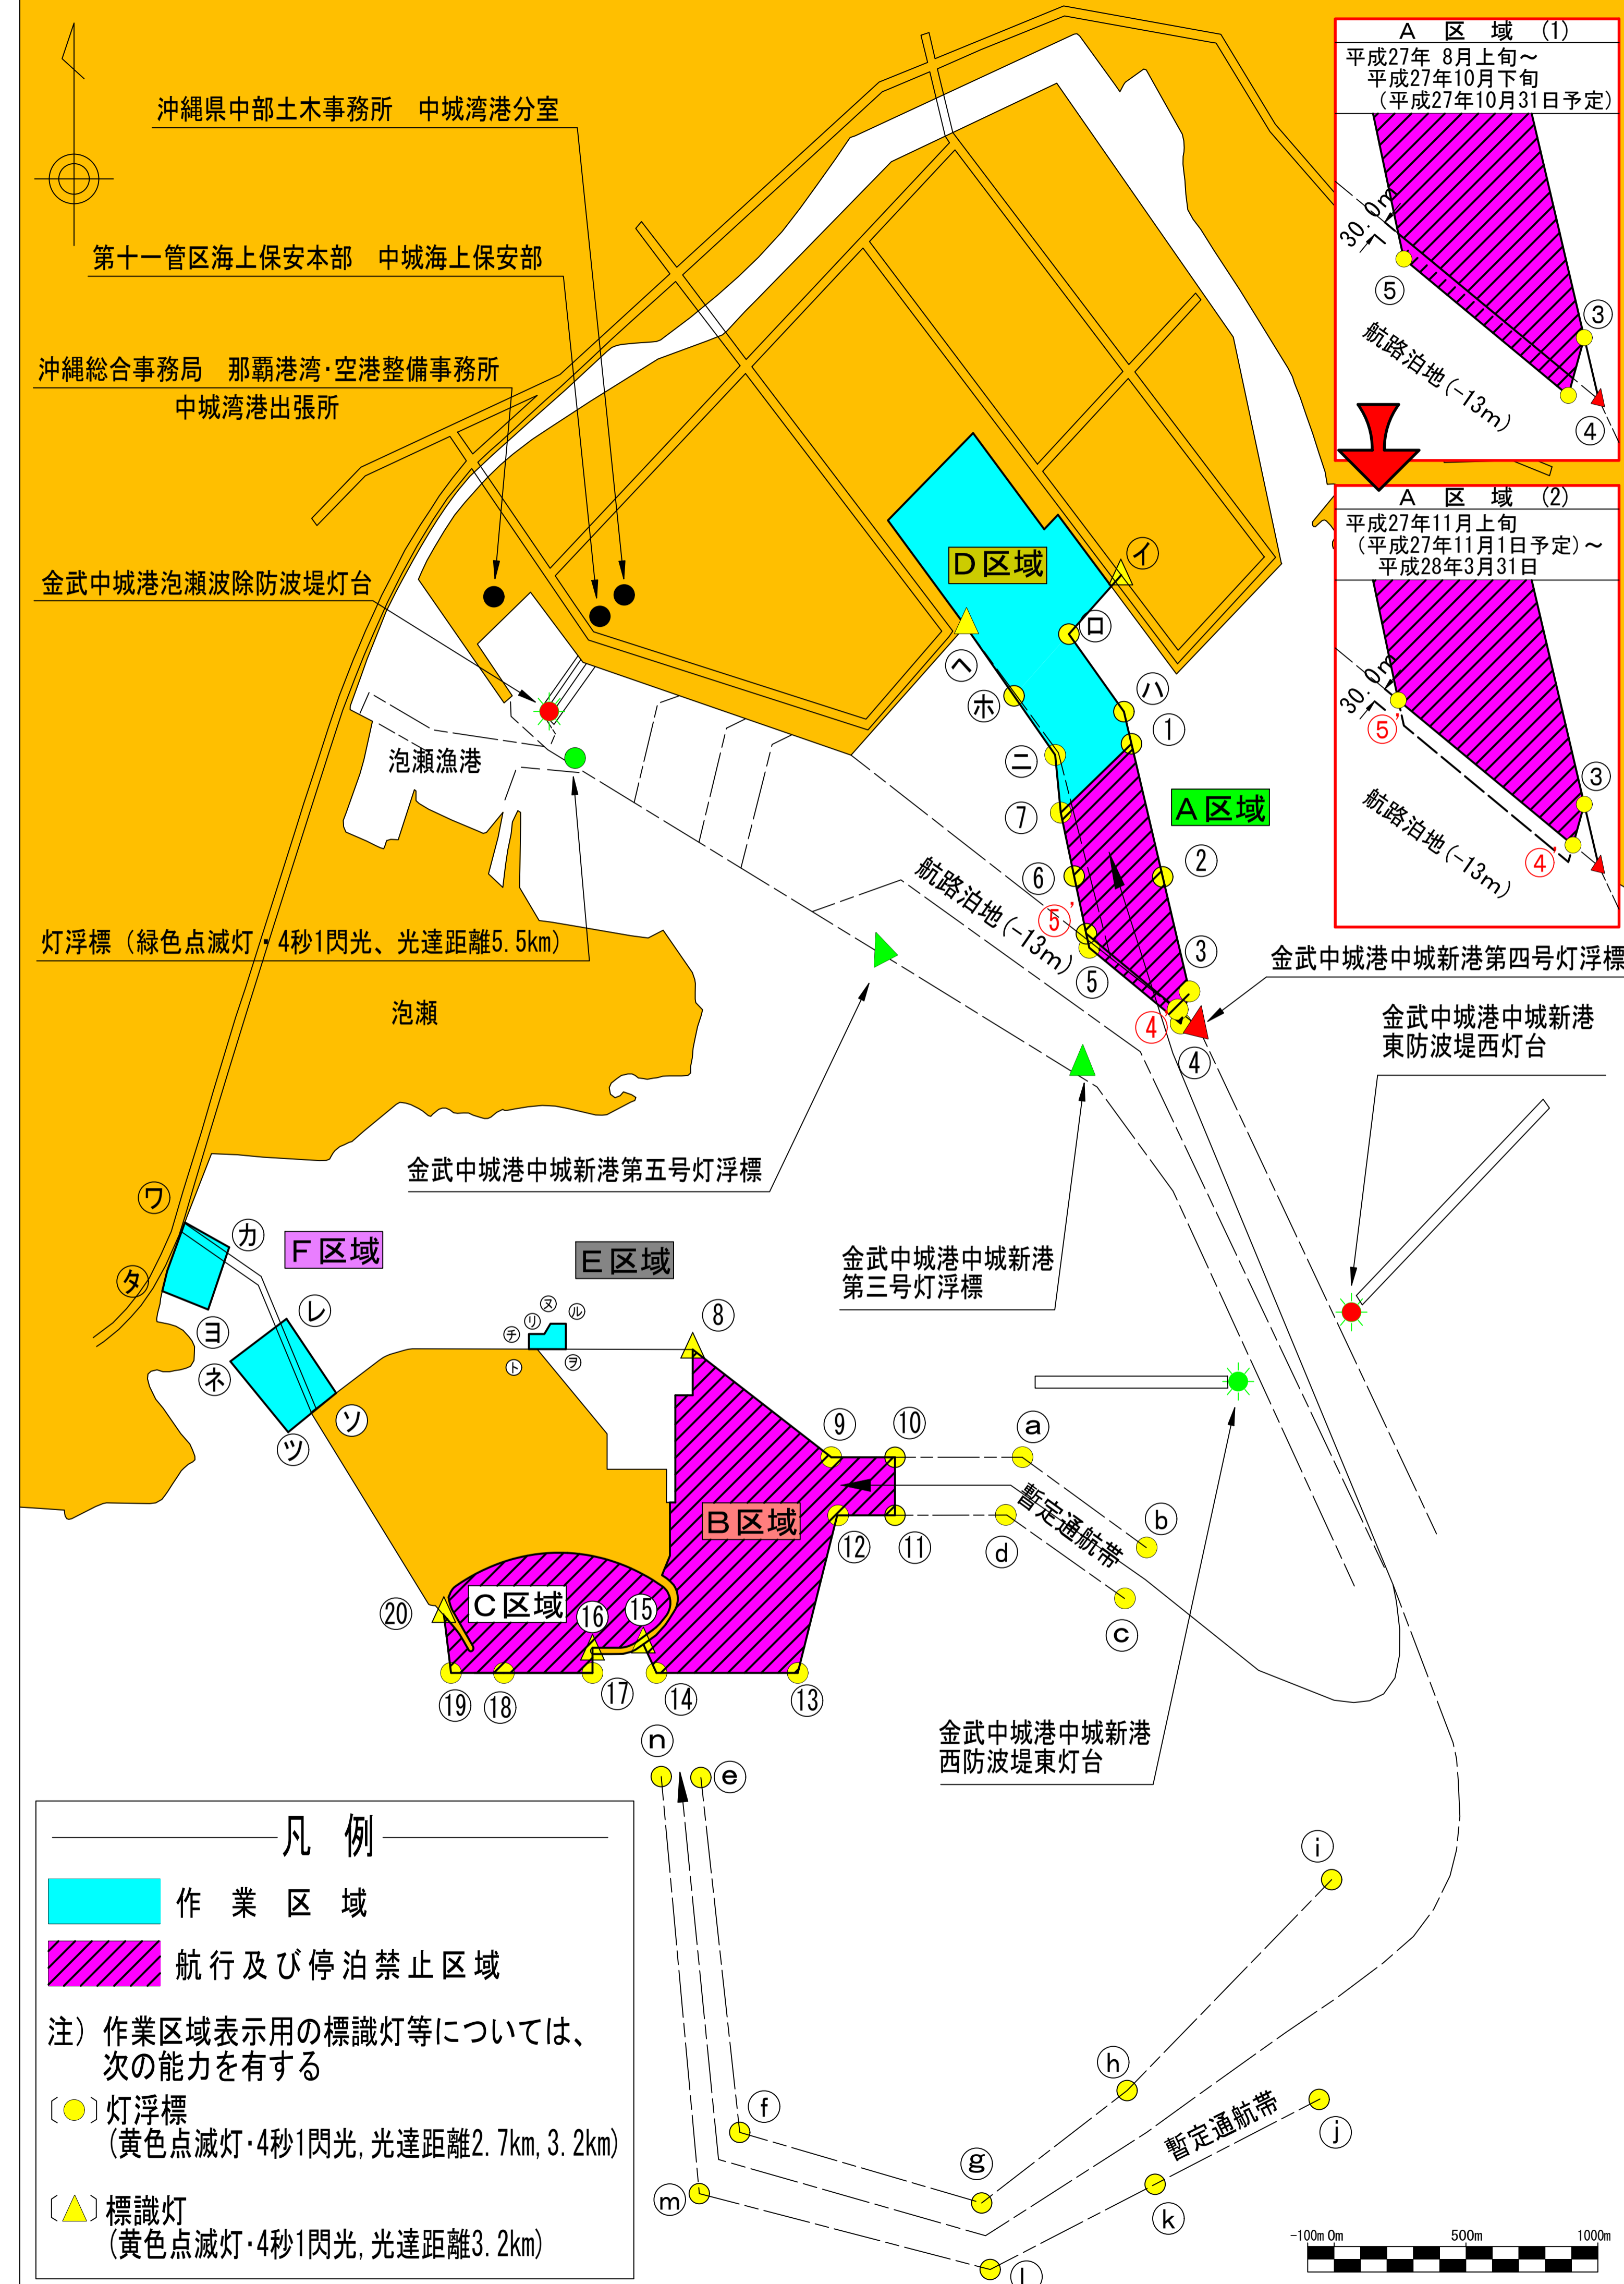 沖縄県中部土木事務所　中城湾港分室
第十一管区海上保安本部　中城海上保安部
沖縄総合事務局　那覇港湾･空港整備事務所
中城湾港出張所
金武中城港泡瀬波除防波堤灯台
泡瀬漁港
灯浮標（緑色点滅灯・4秒1閃光、光達距離5.5km）
泡瀬
A　区　域　(1)
平成27年 8月上旬～
平成27年10月下旬
（平成27年10月31日予定）
30.0m
⑤
③
航路泊地(-13m)
④
A　区　域　(2)
平成27年11月上旬
（平成27年11月1日予定）～
平成28年3月31日
30.0m
⑤'
③
航路泊地(-13m)
④'
D区域
イ
ロ
ヘ
ハ
ホ
①
ニ
A区域
⑦
②
⑥
⑤'
航路泊地(-13m)
③
⑤
④'
④
金武中城港中城新港第四号灯浮標
金武中城港中城新港
東防波堤西灯台
金武中城港中城新港第五号灯浮標
金武中城港中城新港
第三号灯浮標
ワ
カ
F区域
E区域
タ
ヨ
レ
ネ
ソ
ツ
ヌ
ル
リ
チ
ト
ヲ
⑧
⑨
⑩
a
B区域
暫定通航帯
b
⑫
⑪
d
c
C区域
⑳
⑯
⑮
⑲
⑱
⑰
⑭
⑬
金武中城港中城新港
西防波堤東灯台
n
e
i
f
h
g
暫定通航帯
j
m
k
l
凡　例
作　業　区　域
航行及び停泊禁止区域
注）作業区域表示用の標識灯等については、
次の能力を有する
〔 〕灯浮標
(黄色点滅灯･4秒1閃光,光達距離2.7km,3.2km)
〔 〕標識灯
(黄色点滅灯･4秒1閃光,光達距離3.2km)
-100m 0m 500m 1000m